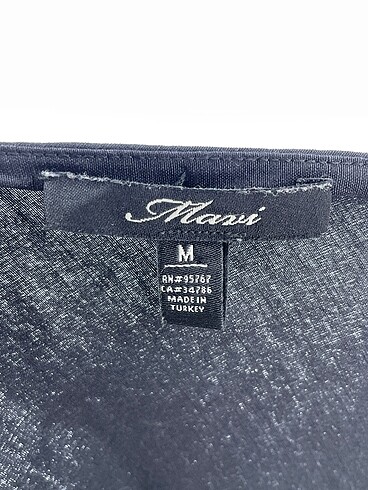 Mavi
M
RN#95767
CA#34786
MADE IN
TURKEY